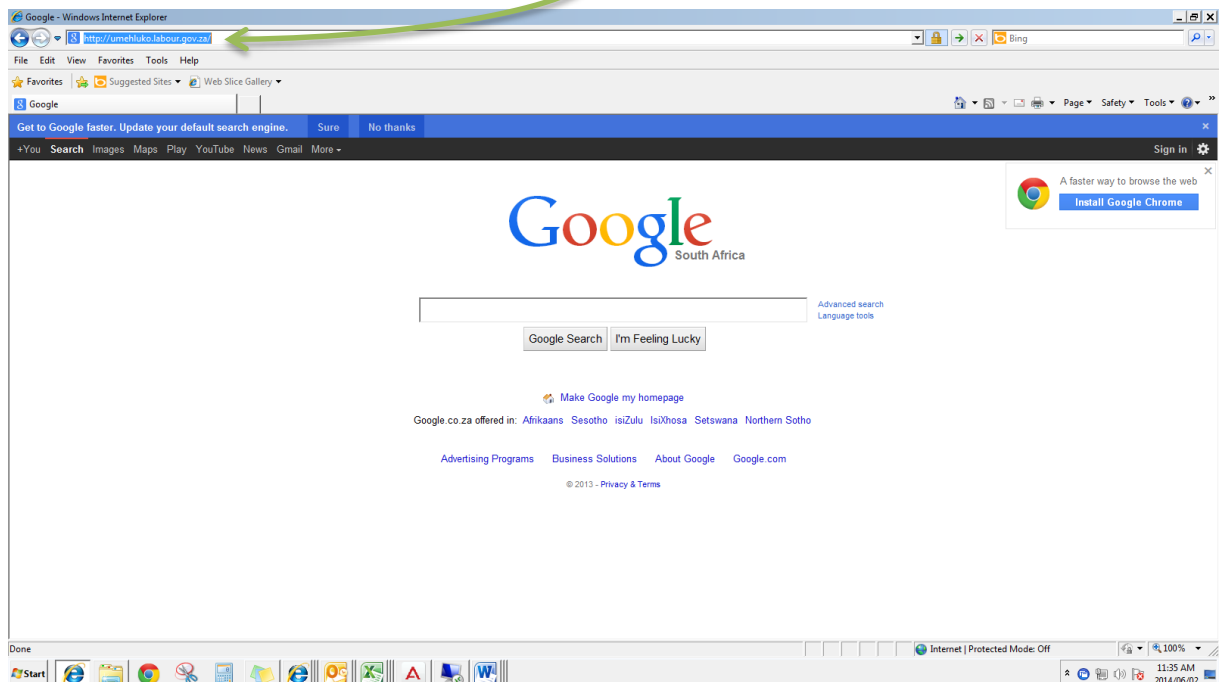 Google - Windows Internet Explorer
http://umehluko.labour.gov.za/
Bing
File Edit View Favorites Tools Help
Favorites Suggested Sites Web Slice Gallery
Google
Page Safety Tools »
Get to Google faster. Update your default search engine. Sure No thanks ×
+You Search Images Maps Play YouTube News Gmail More
Sign in
A faster way to browse the web
Install Google Chrome
Google
South Africa
Advanced search
Language tools
Google Search I'm Feeling Lucky
Make Google my homepage
Google.co.za offered in: Afrikaans Sesotho isiZulu IsiXhosa Setswana Northern Sotho
Advertising Programs Business Solutions About Google Google.com
© 2013 - Privacy & Terms
Done
Internet | Protected Mode: Off
100%
Start
11:35 AM
2014/06/02